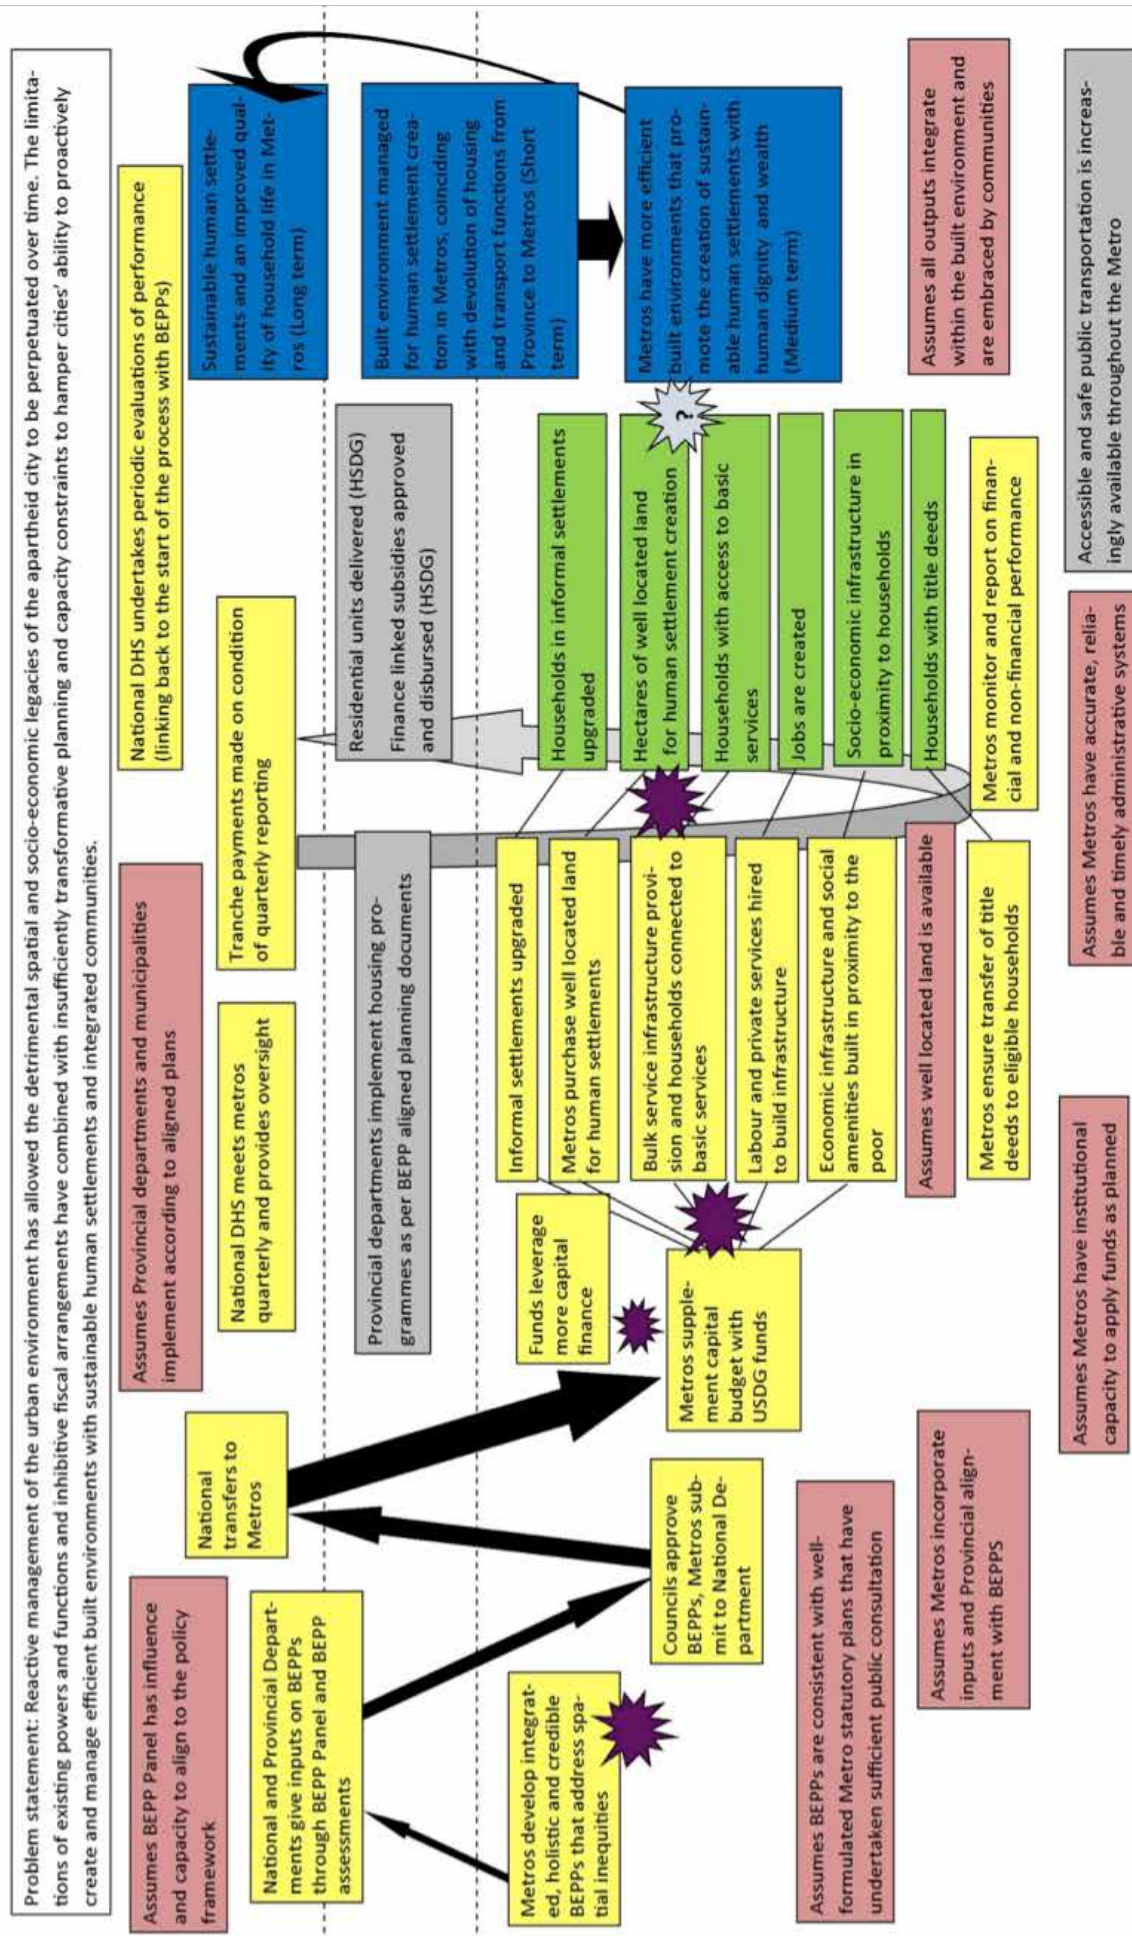 Problem statement: Reactive management of the urban environment has allowed the detrimental spatial and socio-economic legacies of the apartheid city to be perpetuated over time. The limita-
tions of existing powers and functions and inhibitive fiscal arrangements have combined with insufficiently transformative planning and capacity constraints to hamper cities' ability to proactively
create and manage efficient built environments with sustainable human settlements and integrated communities.
Assumes BEPP Panel has influence
and capacity to align to the policy
framework
Assumes Provincial departments and municipalities
implement according to aligned plans
National DHS undertakes periodic evaluations of performance
(linking back to the start of the process with BEPPs)
National
transfers to
Metros
National DHS meets metros
quarterly and provides oversight
Tranche payments made on condition
of quarterly reporting
Sustainable human settle-
ments and an improved qual-
ity of household life in Met-
ros (Long term)
National and Provincial Depart-
ments give inputs on BEPPs
through BEPP Panel and BEPP
assessments
Provincial departments implement housing pro-
grammes as per BEPP aligned planning documents
Residential units delivered (HSDG)
Finance linked subsidies approved
and disbursed (HSDG)
Built environment managed
for human settlement crea-
tion in Metros, coinciding
with devolution of housing
and transport functions from
Province to Metros (Short
term)
Metros develop integrat-
ed, holistic and credible
BEPPs that address spa-
tial inequities
Councils approve
BEPPs, Metros sub-
mit to National De-
partment
Funds leverage
more capital
finance
Metros supple-
ment capital
budget with
USDG funds
Informal settlements upgraded
Metros purchase well located land
for human settlements
Bulk service infrastructure provi-
sion and households connected to
basic services
Labour and private services hired
to build infrastructure
Economic infrastructure and social
amenities built in proximity to the
poor
Assumes well located land is available
Metros ensure transfer of title
deeds to eligible households
Households in informal settlements
upgraded
Hectares of well located land
for human settlement creation
Households with access to basic
services
Jobs are created
Socio-economic infrastructure in
proximity to households
Households with title deeds
Metros monitor and report on finan-
cial and non-financial performance
?
Metros have more efficient
built environments that pro-
mote the creation of sustain-
able human settlements with
human dignity and wealth
(Medium term)
Assumes BEPPs are consistent with well-
formulated Metro statutory plans that have
undertaken sufficient public consultation
Assumes Metros incorporate
inputs and Provincial align-
ment with BEPPS
Assumes all outputs integrate
within the built environment and
are embraced by communities
Assumes Metros have institutional
capacity to apply funds as planned
Assumes Metros have accurate, relia-
ble and timely administrative systems
Accessible and safe public transportation is increas-
ingly available throughout the Metro